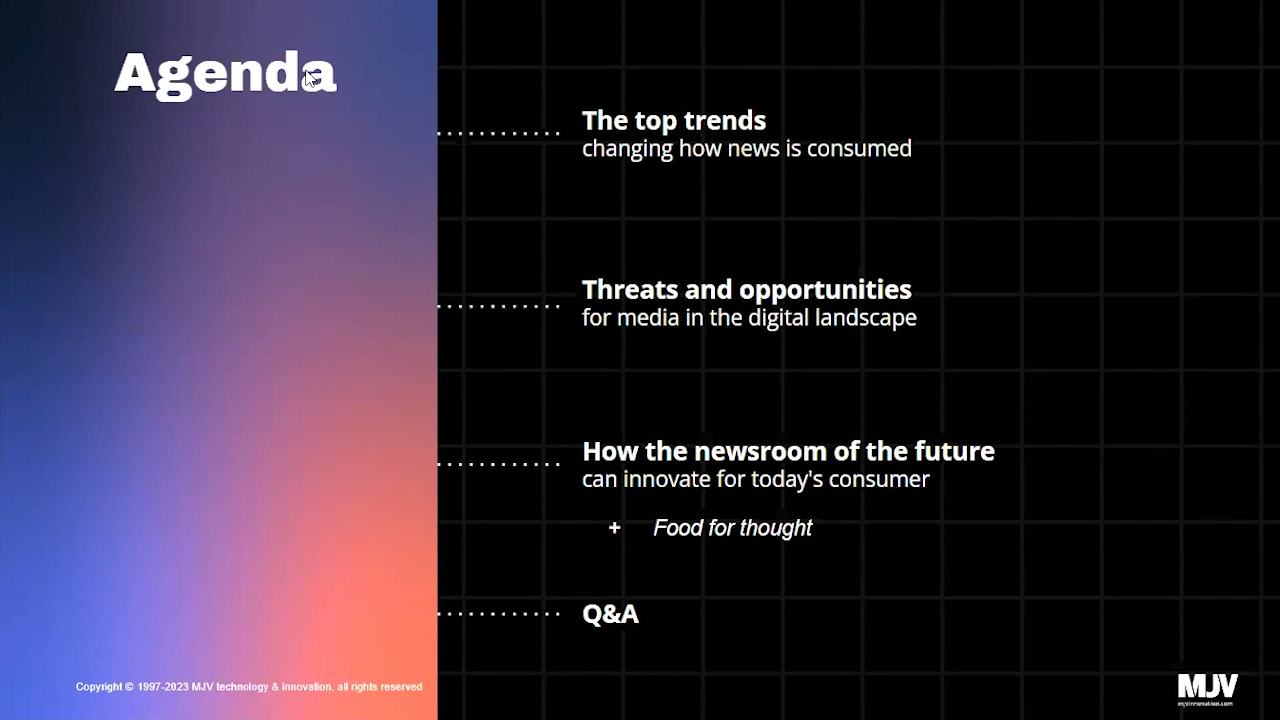 Agenda
The top trends
changing how news is consumed
Threats and opportunities
for media in the digital landscape
How the newsroom of the future
can innovate for today's consumer
+ Food for thought
Q&A
Copyright © 1997-2023 MJV technology & innovation. all rights reserved
MJV
mjvinnovation.com